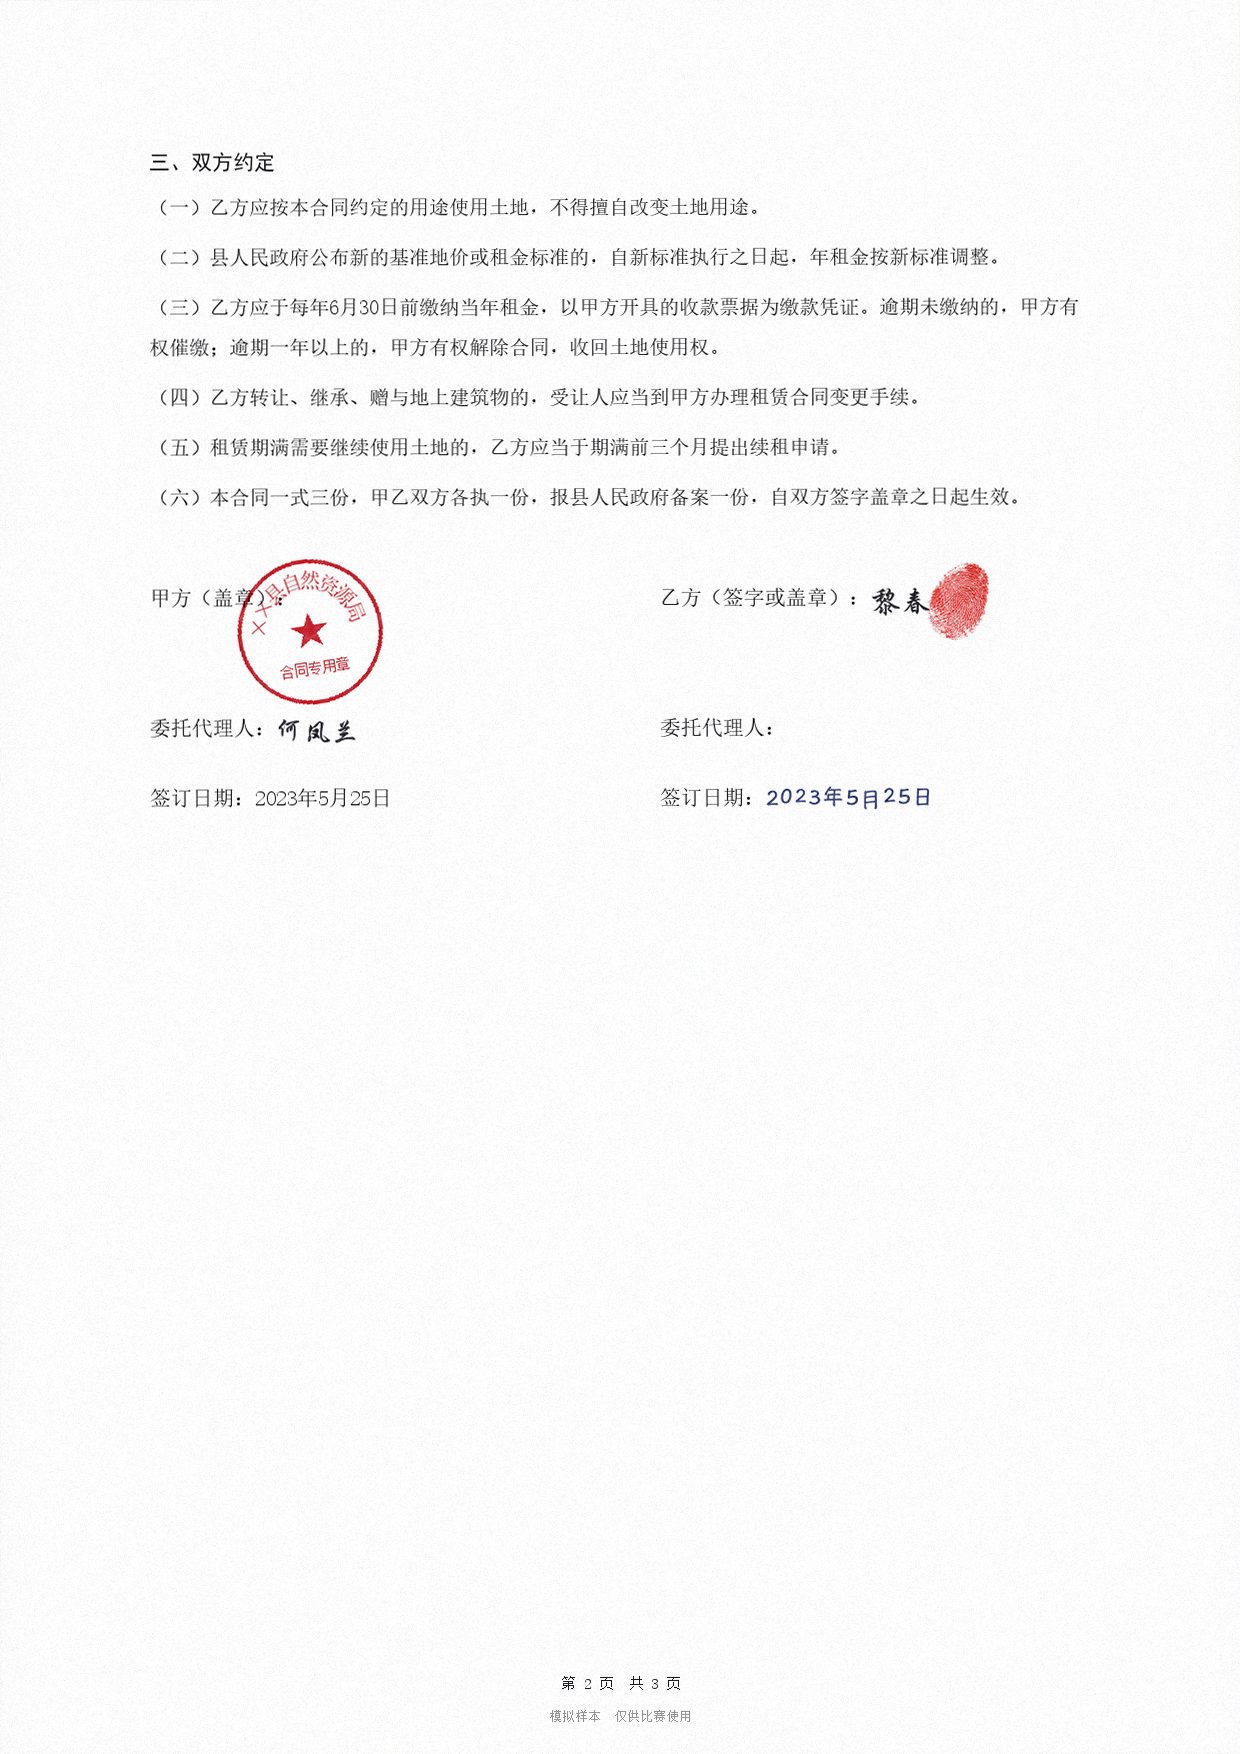 三、双方约定
（一）乙方应按本合同约定的用途使用土地，不得擅自改变土地用途。
（二）县人民政府公布新的基准地价或租金标准的，自新标准执行之日起，年租金按新标准调整。
（三）乙方应于每年6月30日前缴纳当年租金，以甲方开具的收款票据为缴款凭证。逾期未缴纳的，甲方有
权催缴；逾期一年以上的，甲方有权解除合同，收回土地使用权。
（四）乙方转让、继承、赠与地上建筑物的，受让人应当到甲方办理租赁合同变更手续。
（五）租赁期满需要继续使用土地的，乙方应当于期满前三个月提出续租申请。
（六）本合同一式三份，甲乙双方各执一份，报县人民政府备案一份，自双方签字盖章之日起生效。
甲方（盖章）：
××县自然资源局
合同专用章
乙方（签字或盖章）：黎春
委托代理人：何凤兰
委托代理人：
签订日期：2023年5月25日
签订日期：2023年5月25日
第 2 页 共 3 页
模拟样本 仅供比赛使用